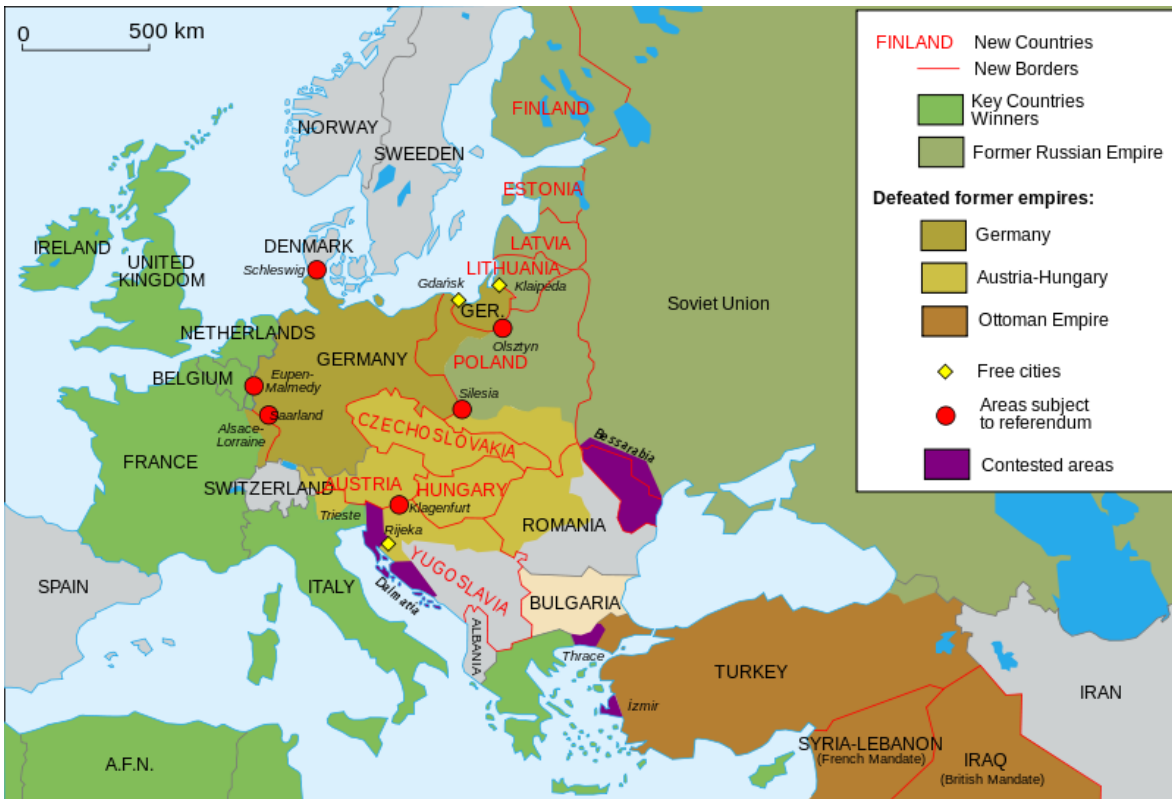 0
500 km
FINLAND New Countries
New Borders
Key Countries
Winners
Former Russian Empire
Defeated former empires:
Germany
Austria-Hungary
Ottoman Empire
Free cities
Areas subject
to referendum
Contested areas
NORWAY
SWEEDEN
FINLAND
ESTONIA
LATVIA
LITHUANIA
Klaipėda
IRELAND
UNITED
KINGDOM
DENMARK
Schleswig
Gdańsk
GER.
Olsztyn
Soviet Union
NETHERLANDS
GERMANY
POLAND
BELGIUM
Eupen-
Malmedy
Silesia
Saarland
Alsace-
Lorraine
CZECHOSLOVAKIA
Bessarabia
FRANCE
SWITZERLAND
AUSTRIA
HUNGARY
Klagenfurt
Trieste
Rijeka
ROMANIA
YUGOSLAVIA
Dalmatia
SPAIN
ITALY
BULGARIA
ALBANIA
Thrace
TURKEY
İzmir
IRAN
A.F.N.
SYRIA-LEBANON
(French Mandate)
IRAQ
(British Mandate)